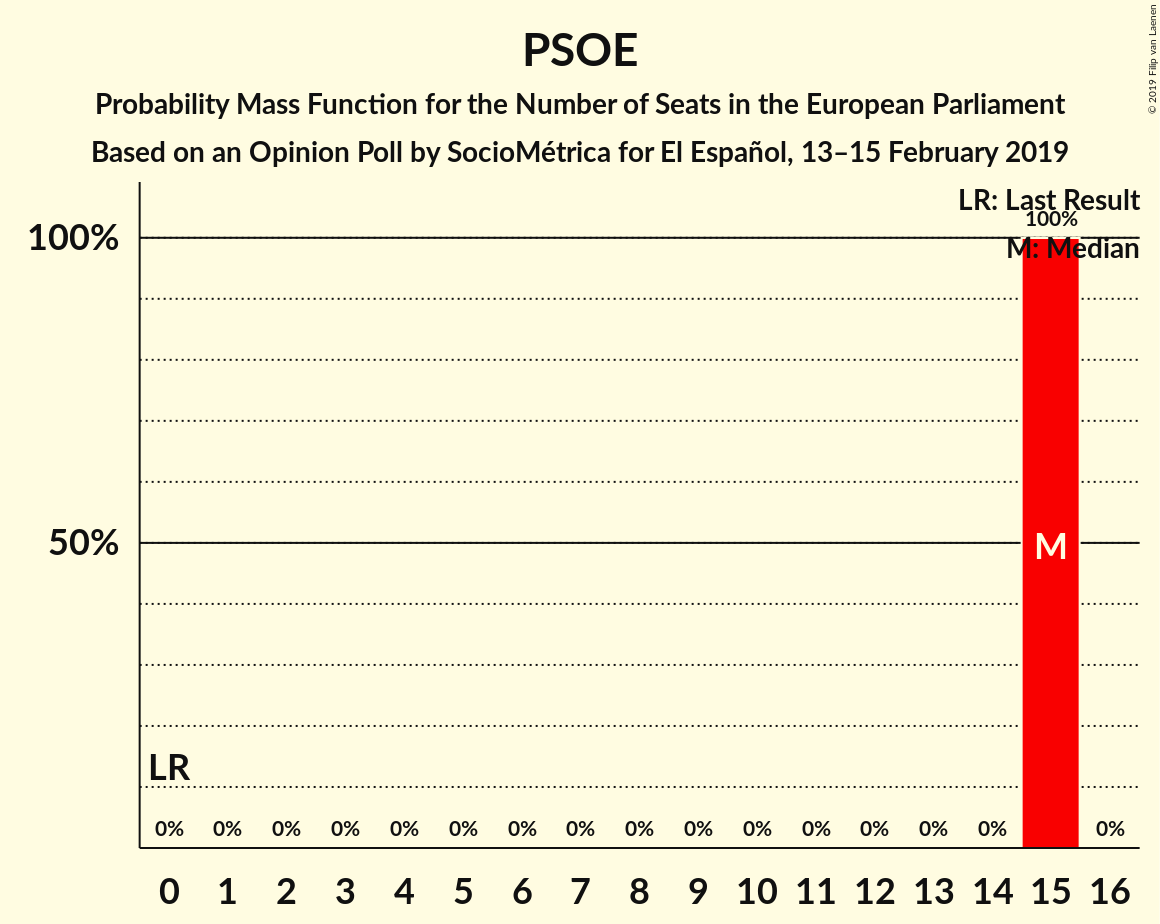 PSOE
Probability Mass Function for the Number of Seats in the European Parliament
Based on an Opinion Poll by SocioMétrica for El Español, 13–15 February 2019
© 2019 Filip van Laenen
LR: Last Result
100%
M: Median
100%
50%
M
LR
0% 0% 0% 0% 0% 0% 0% 0% 0% 0% 0% 0% 0% 0% 0% 0%
0 1 2 3 4 5 6 7 8 9 10 11 12 13 14 15 16